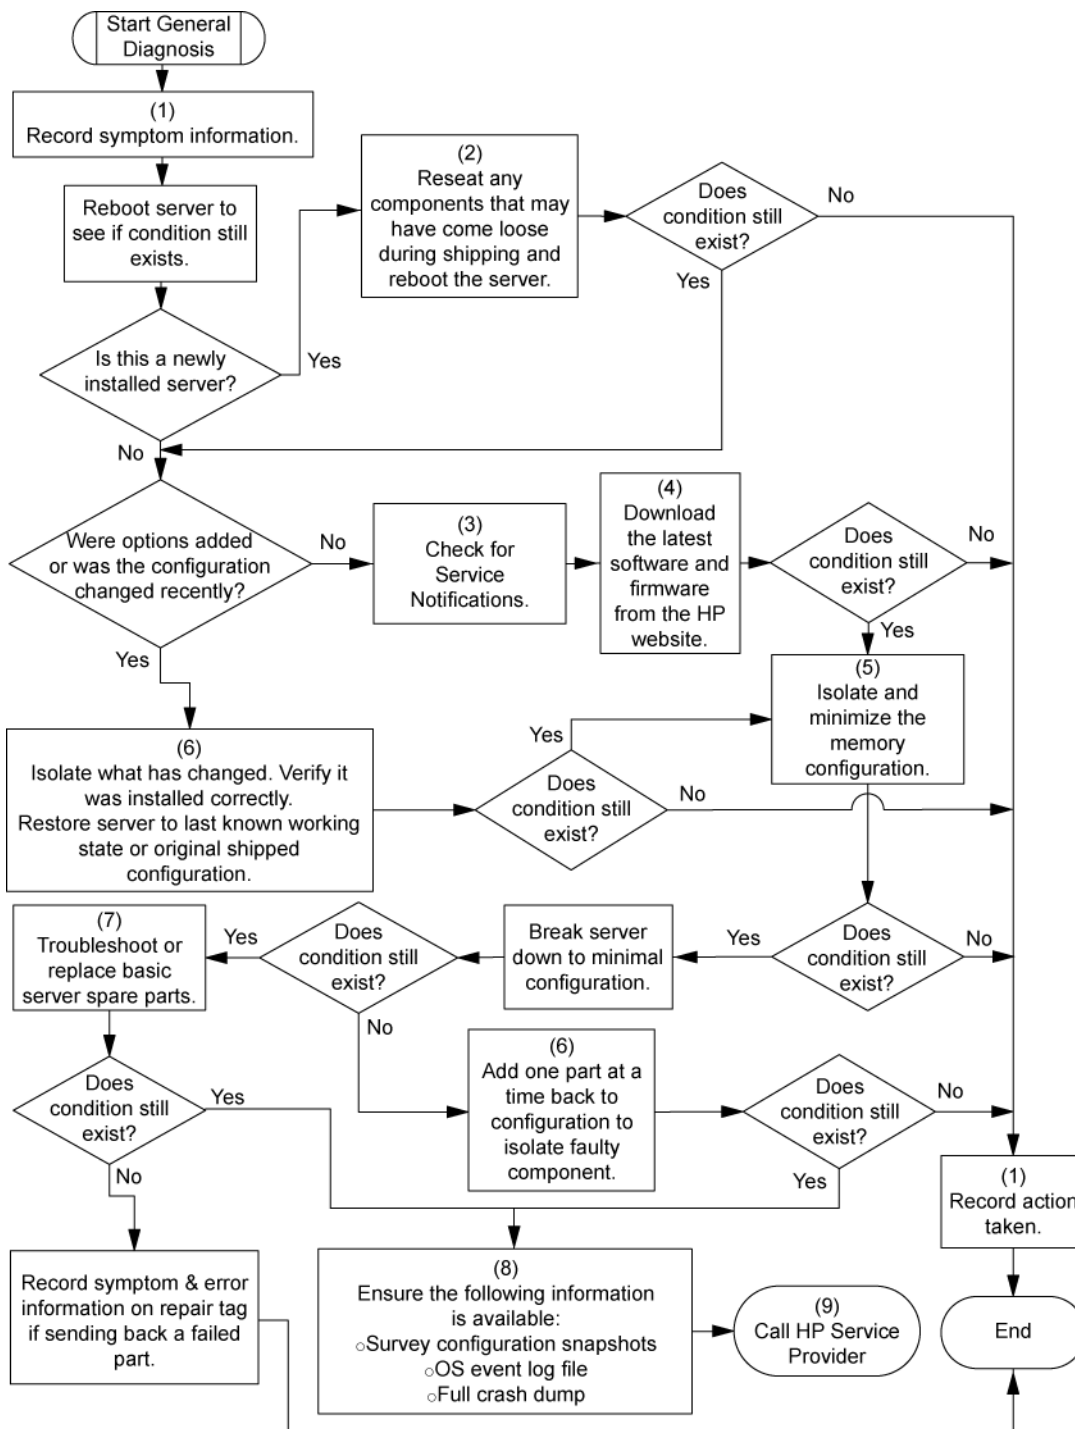 Start General
Diagnosis
(1)
Record symptom information.
Reboot server to
see if condition still
exists.
(2)
Reseat any
components that may
have come loose
during shipping and
reboot the server.
Does
condition still
exist?
No
Yes
Is this a newly
installed server?
Yes
No
Were options added
or was the configuration
changed recently?
No
Yes
(3)
Check for
Service
Notifications.
(4)
Download
the latest
software and
firmware
from the HP
website.
Does
condition still
exist?
No
Yes
(5)
Isolate and
minimize the
memory
configuration.
(6)
Isolate what has changed. Verify it
was installed correctly.
Restore server to last known working
state or original shipped
configuration.
Yes
Does
condition still
exist?
No
(7)
Troubleshoot or
replace basic
server spare parts.
Yes
Does
condition still
exist?
No
Break server
down to minimal
configuration.
Yes
Does
condition still
exist?
No
Does
condition still
exist?
Yes
No
(6)
Add one part at a
time back to
configuration to
isolate faulty
component.
Does
condition still
exist?
No
Yes
(1)
Record action
taken.
Record symptom & error
information on repair tag
if sending back a failed
part.
(8)
Ensure the following information
is available:
○Survey configuration snapshots
○OS event log file
○Full crash dump
(9)
Call HP Service
Provider
End